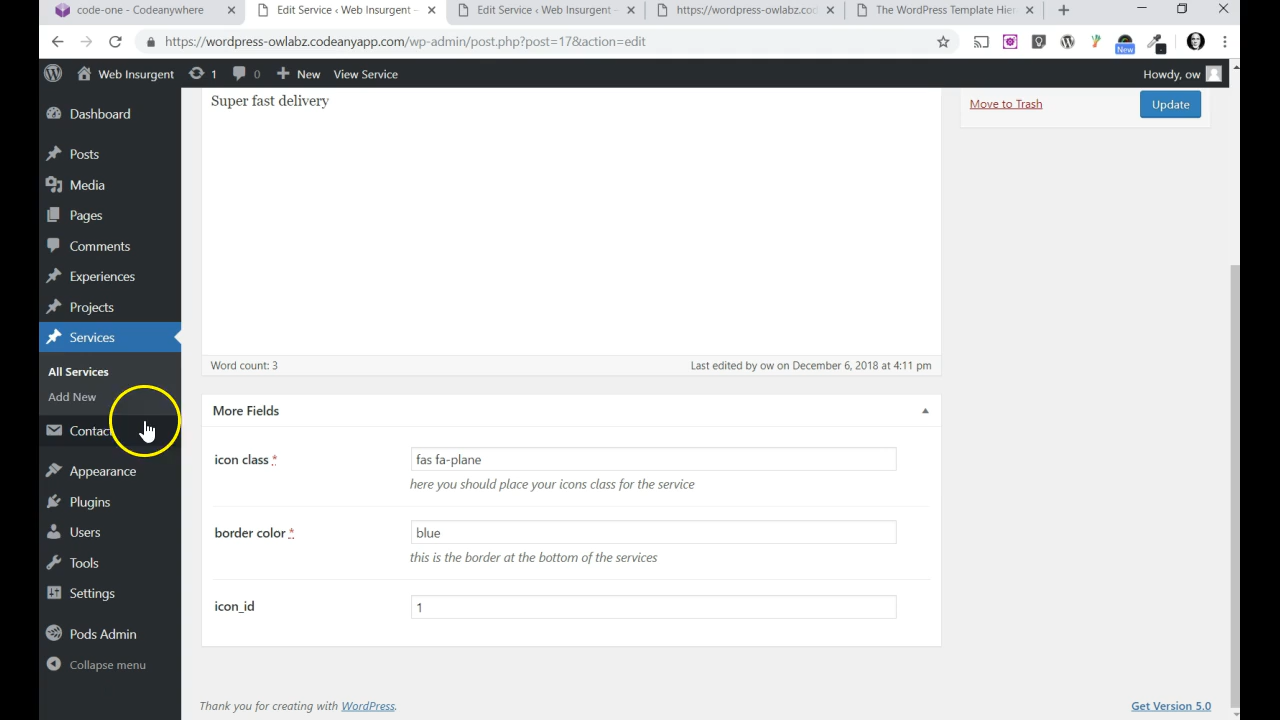 code-one - Codeanywhere
Edit Service ‹ Web Insurgent -
Edit Service ‹ Web Insurgent -
https://wordpress-owlabz.cod
The WordPress Template Hier
https://wordpress-owlabz.codeanyapp.com/wp-admin/post.php?post=17&action=edit
New
Web Insurgent
1
0
New
View Service
Howdy, ow
Dashboard
Posts
Media
Pages
Comments
Experiences
Projects
Services
All Services
Add New
Contac
Appearance
Plugins
Users
Tools
Settings
Pods Admin
Collapse menu
Super fast delivery
Move to Trash
Update
Word count: 3
Last edited by ow on December 6, 2018 at 4:11 pm
More Fields
icon class *
fas fa-plane
here you should place your icons class for the service
border color *
blue
this is the border at the bottom of the services
icon_id
1
Thank you for creating with WordPress.
Get Version 5.0